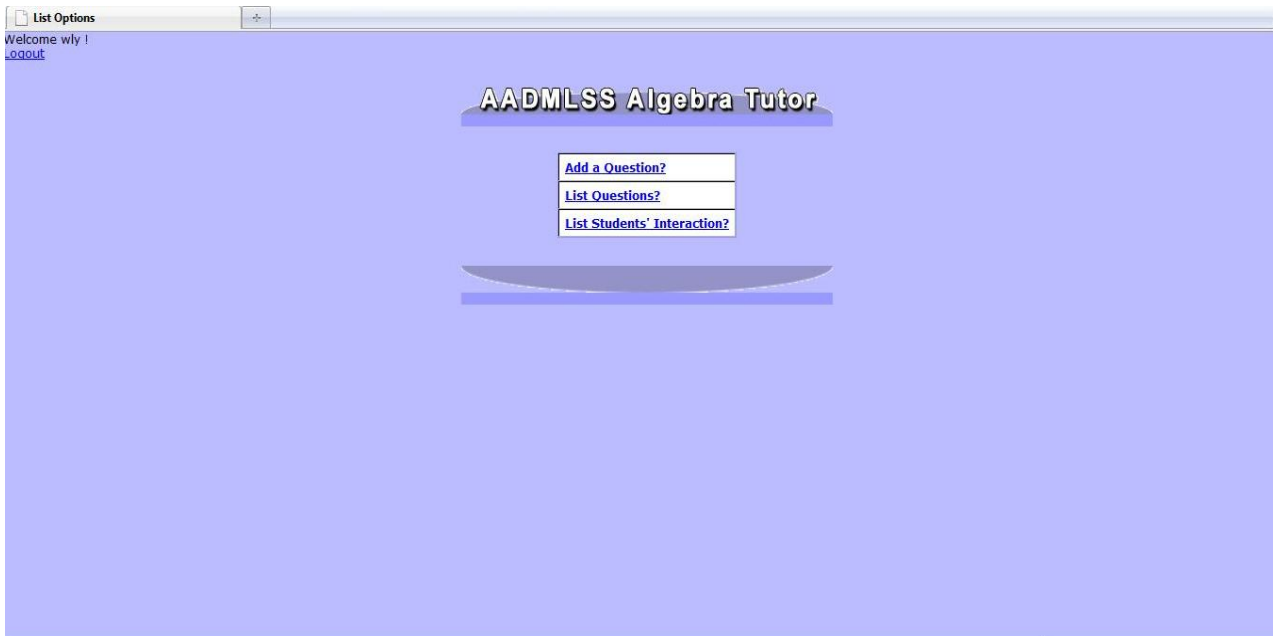 List Options
Welcome wly !
Logout
AADMLSS Algebra Tutor
Add a Question?
List Questions?
List Students' Interaction?